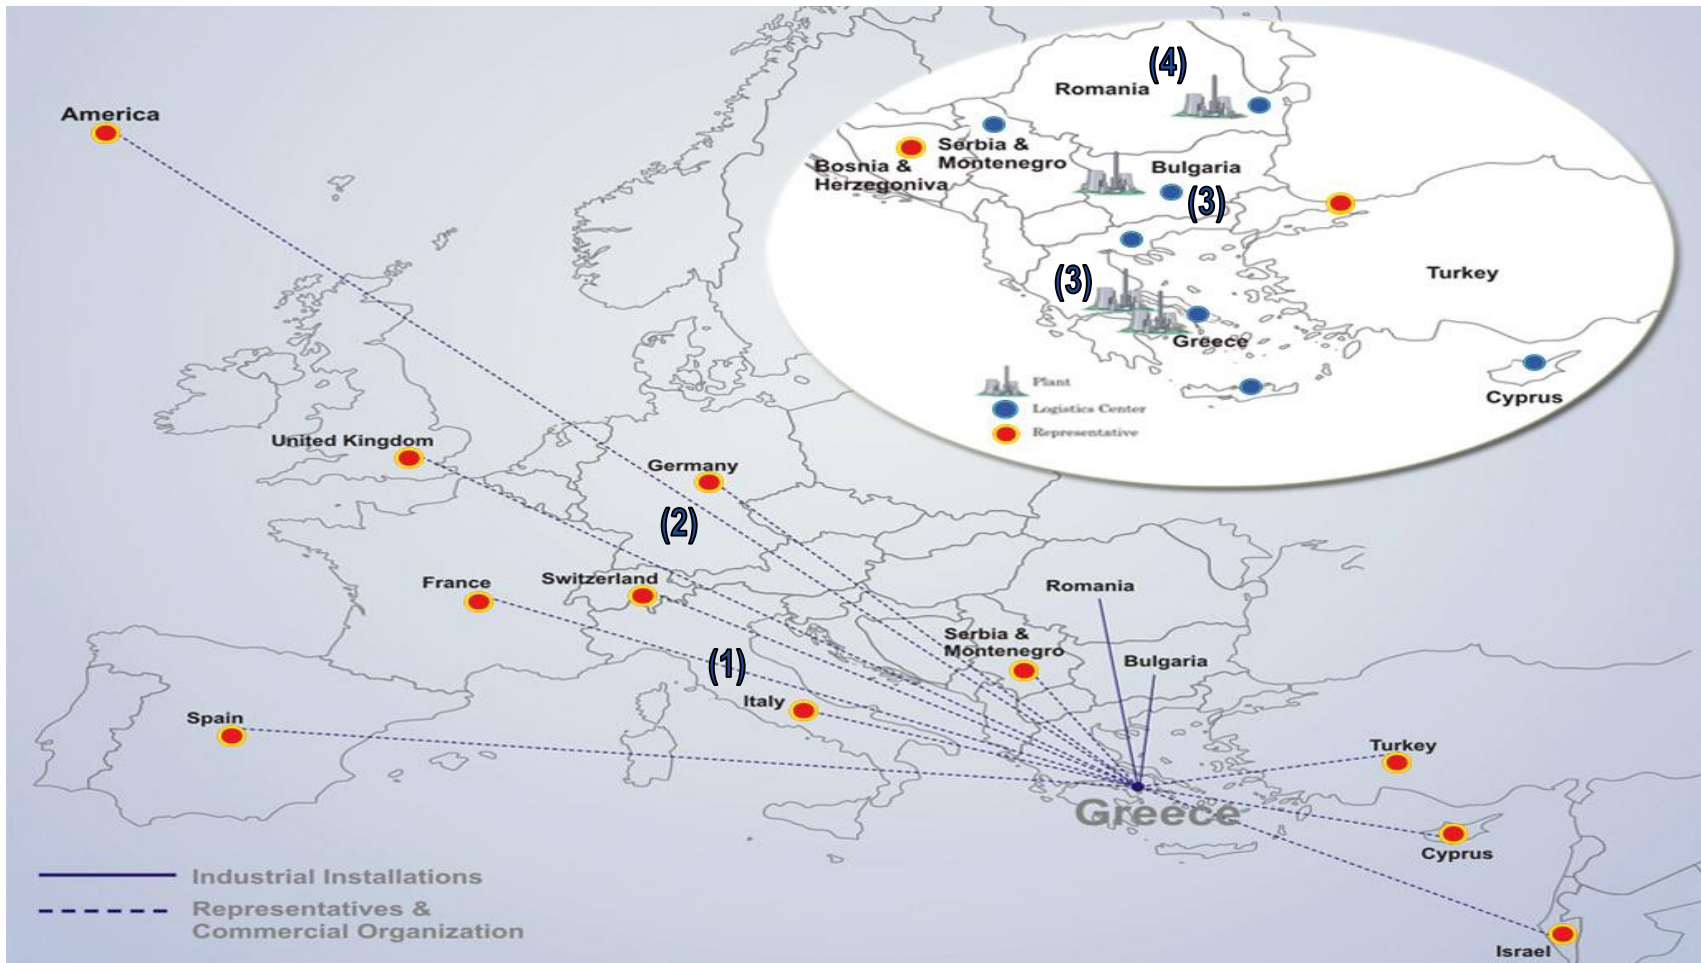 America
(4)
Romania
Serbia &
Montenegro
Bosnia &
Herzegoniva
Bulgaria
(3)
(3)
Turkey
Greece
Cyprus
Plant
Logistics Center
Representative
United Kingdom
Germany
(2)
France
Switzerland
Romania
Serbia &
Montenegro
Bulgaria
(1)
Italy
Spain
Turkey
Greece
Cyprus
Israel
Industrial Installations
Representatives &
Commercial Organization